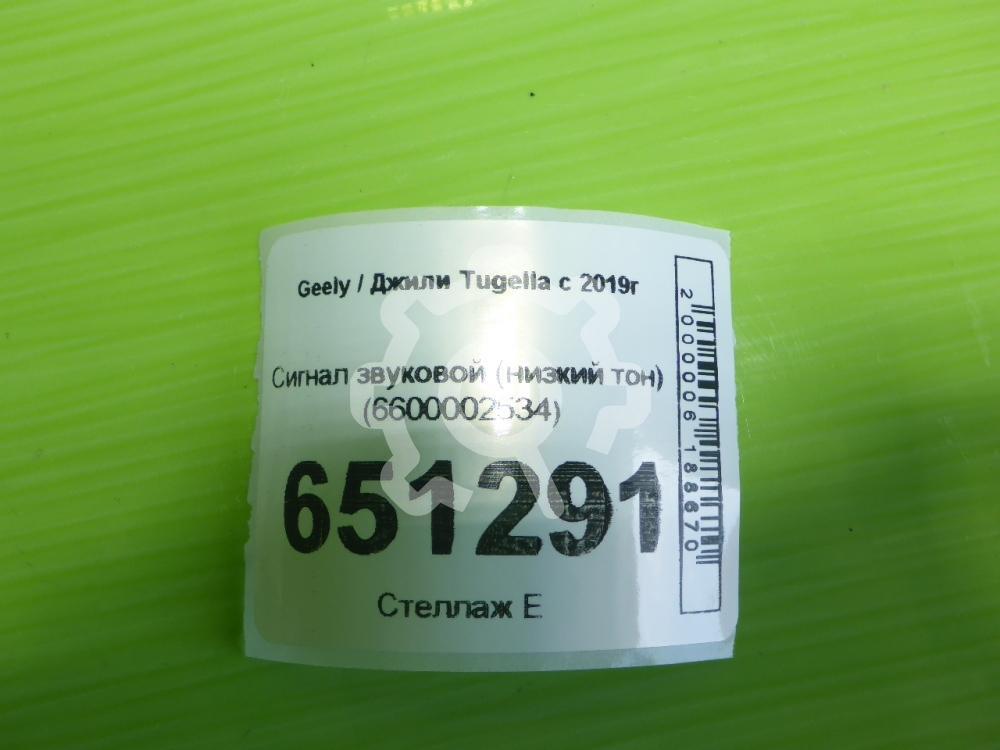 Geely / Джили Tugella с 2019г
Сигнал звуковой (низкий тон)
(6600002534)
651291
Стеллаж Е
2000006188670